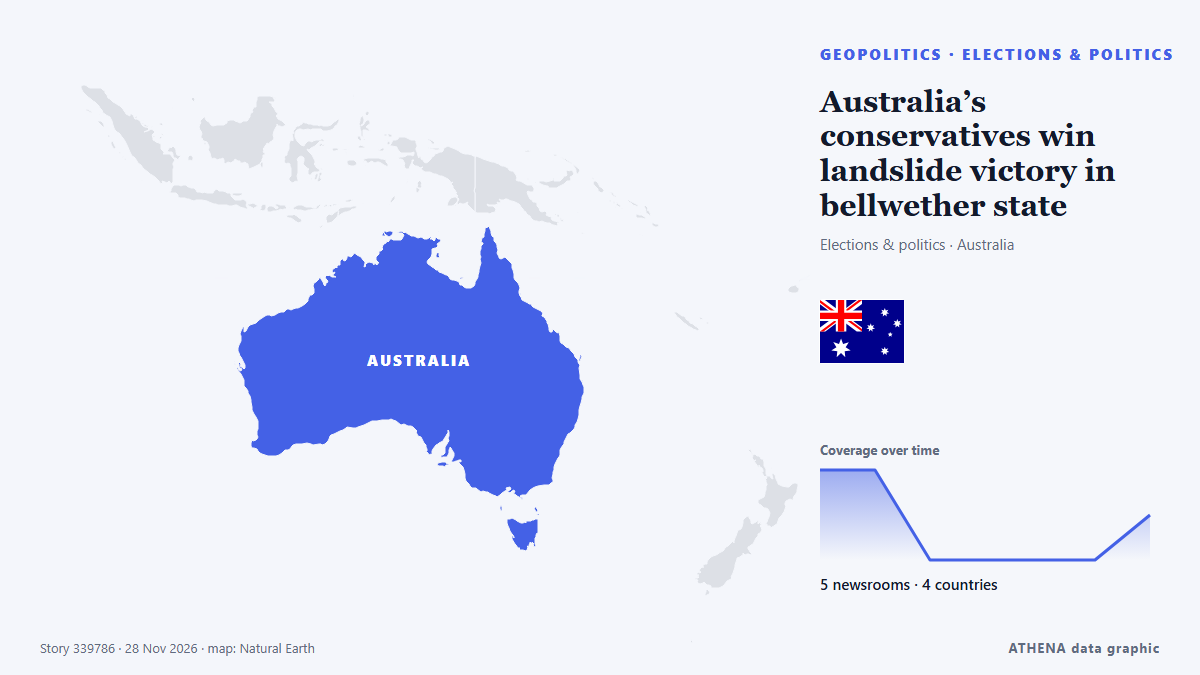 GEOPOLITICS · ELECTIONS & POLITICS
Australia’s
conservatives win
landslide victory in
bellwether state
Elections & politics · Australia
AUSTRALIA
Coverage over time
5 newsrooms · 4 countries
Story 339786 · 28 Nov 2026 · map: Natural Earth
ATHENA data graphic